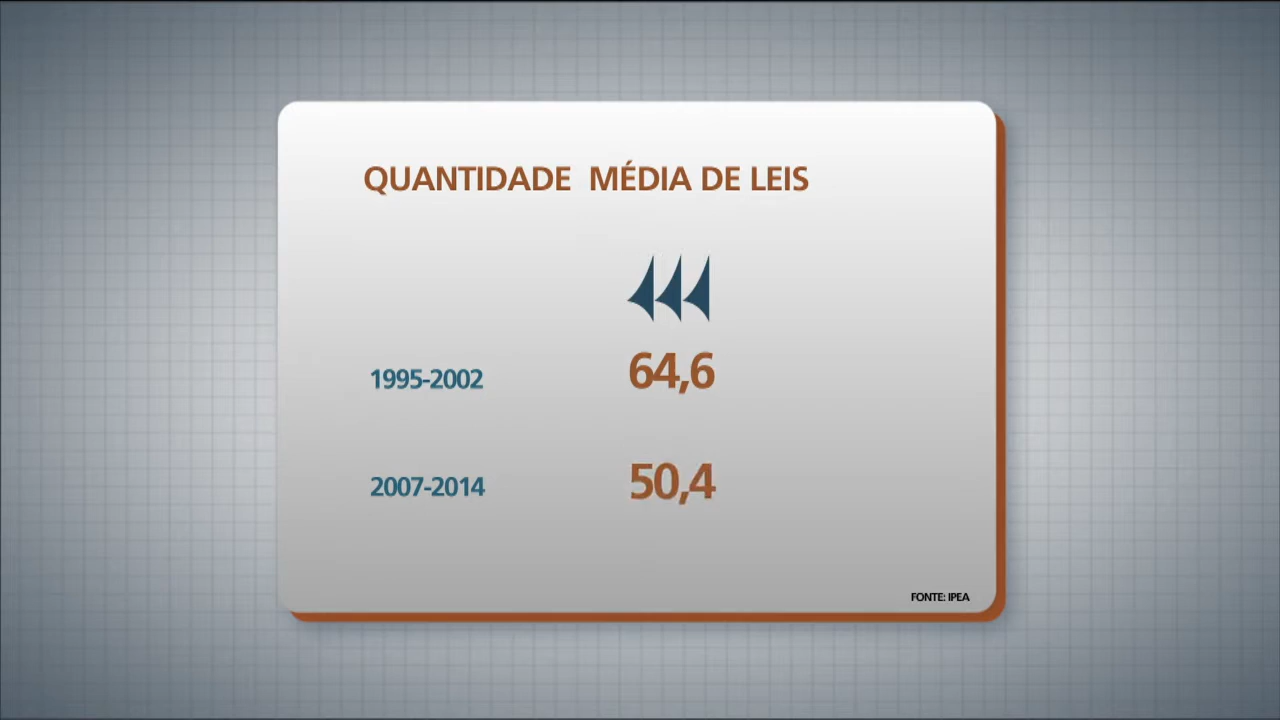 QUANTIDADE MÉDIA DE LEIS
1995-2002 64,6
2007-2014 50,4
FONTE: IPEA